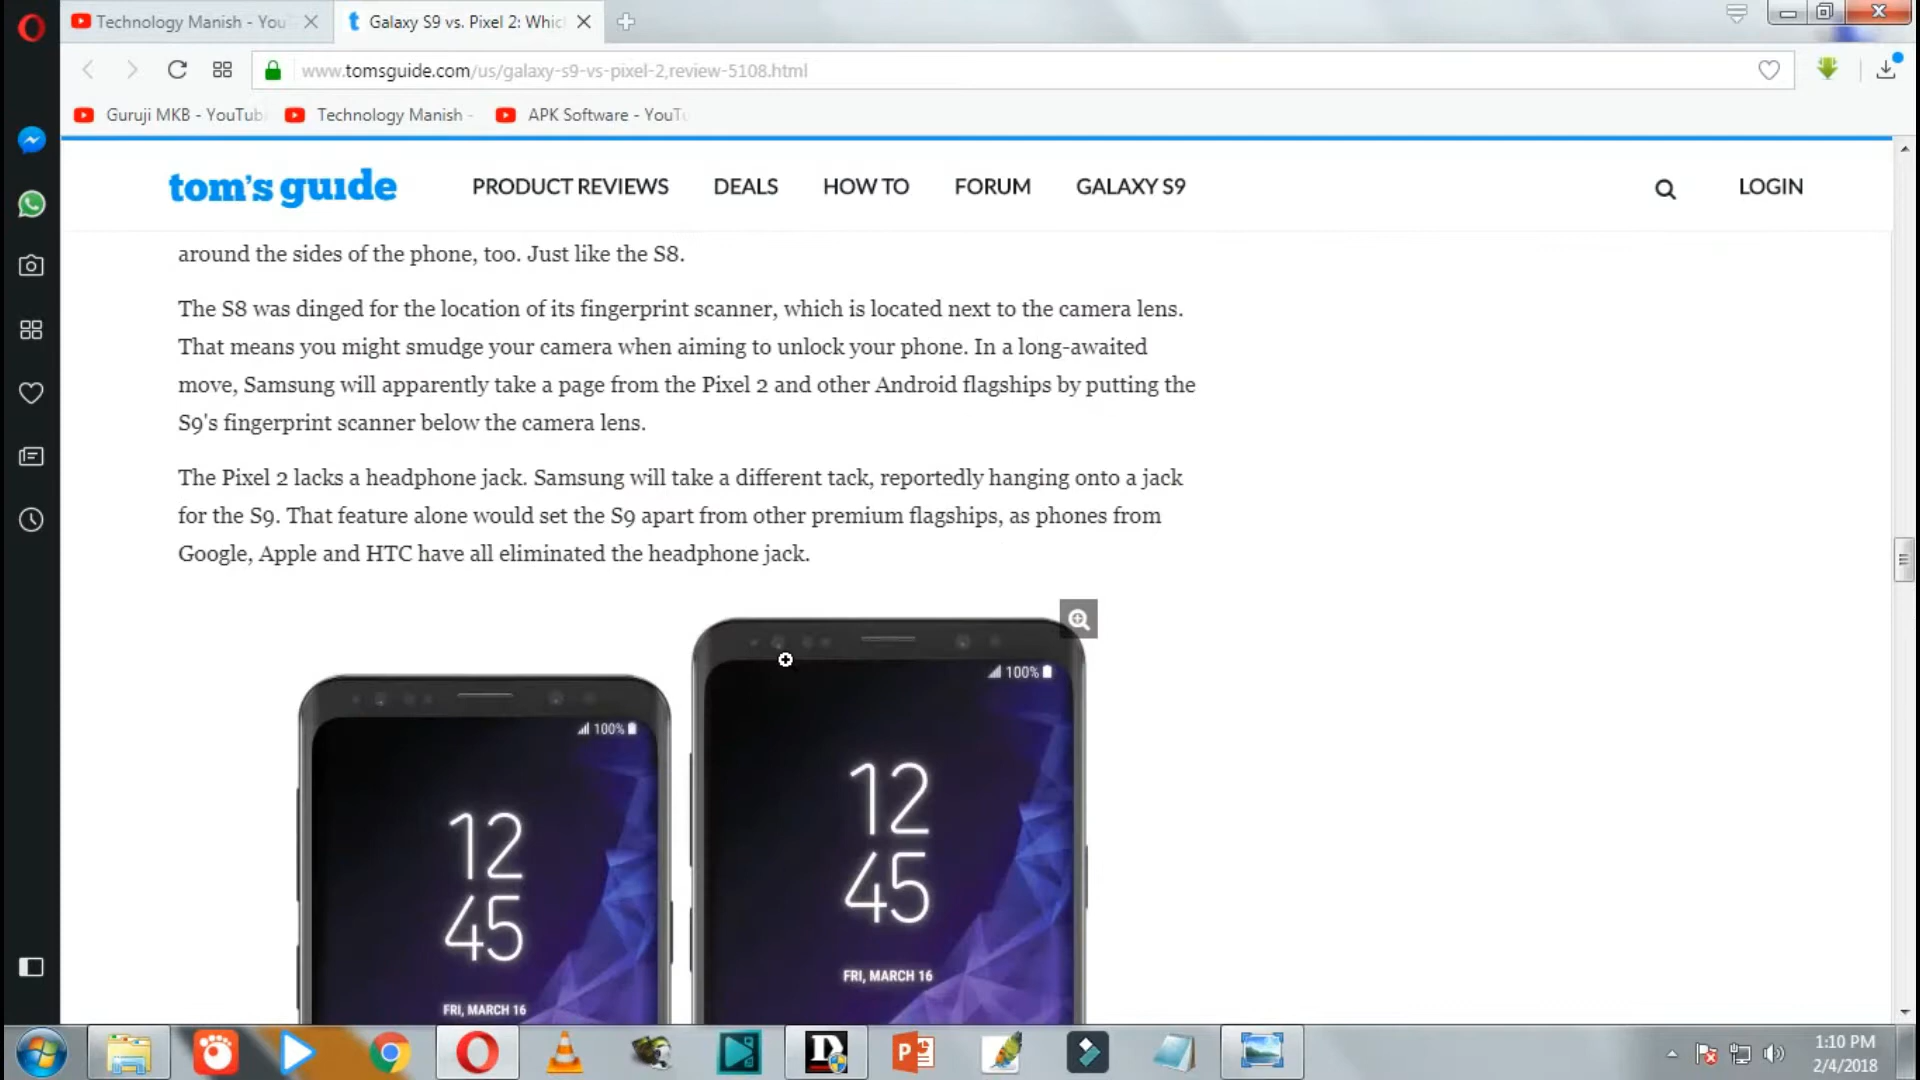 Technology Manish - You
Galaxy S9 vs. Pixel 2: Whic
www.tomsguide.com/us/galaxy-s9-vs-pixel-2,review-5108.html
Guruji MKB - YouTub
Technology Manish -
APK Software - YouTu
tom's guide
PRODUCT REVIEWS
DEALS
HOW TO
FORUM
GALAXY S9
LOGIN
around the sides of the phone, too. Just like the S8.
The S8 was dinged for the location of its fingerprint scanner, which is located next to the camera lens.
That means you might smudge your camera when aiming to unlock your phone. In a long-awaited
move, Samsung will apparently take a page from the Pixel 2 and other Android flagships by putting the
S9's fingerprint scanner below the camera lens.
The Pixel 2 lacks a headphone jack. Samsung will take a different tack, reportedly hanging onto a jack
for the S9. That feature alone would set the S9 apart from other premium flagships, as phones from
Google, Apple and HTC have all eliminated the headphone jack.
100%
12
45
FRI, MARCH 16
100%
12
45
FRI, MARCH 16
1:10 PM
2/4/2018